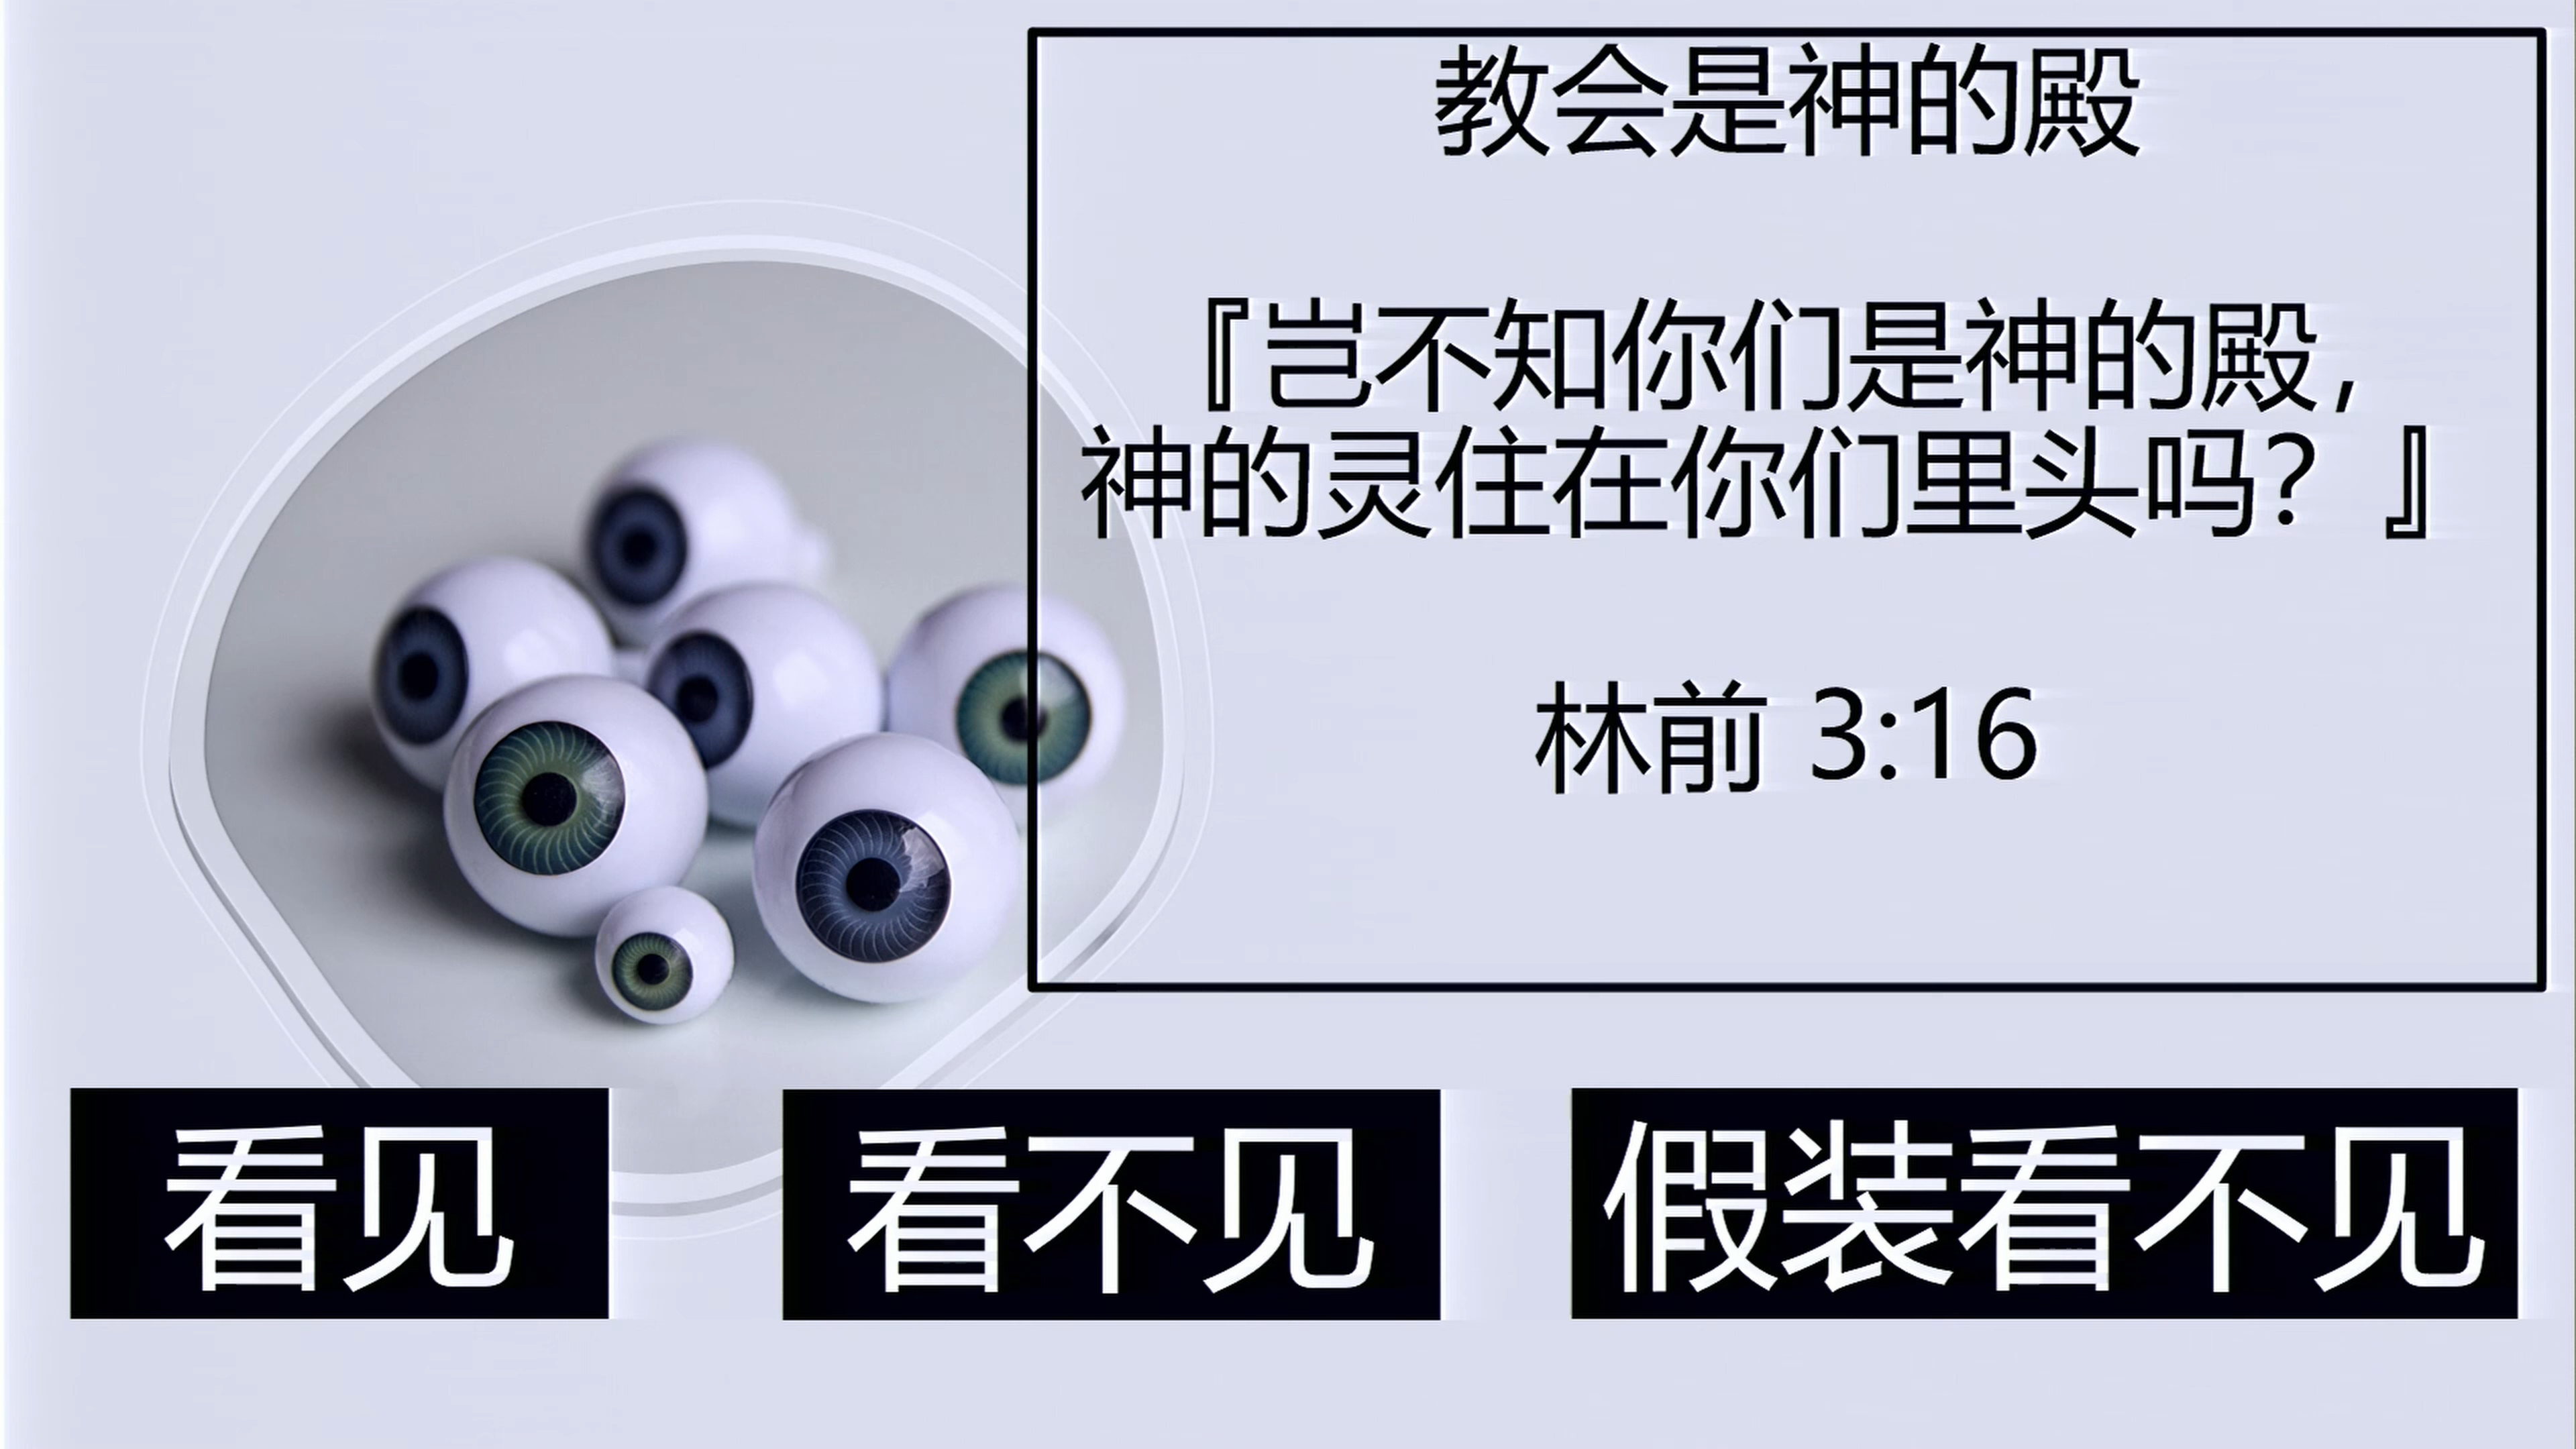 教会是神的殿
『岂不知你们是神的殿，
神的灵住在你们里头吗？』
林前 3:16
看见
看不见
假装看不见